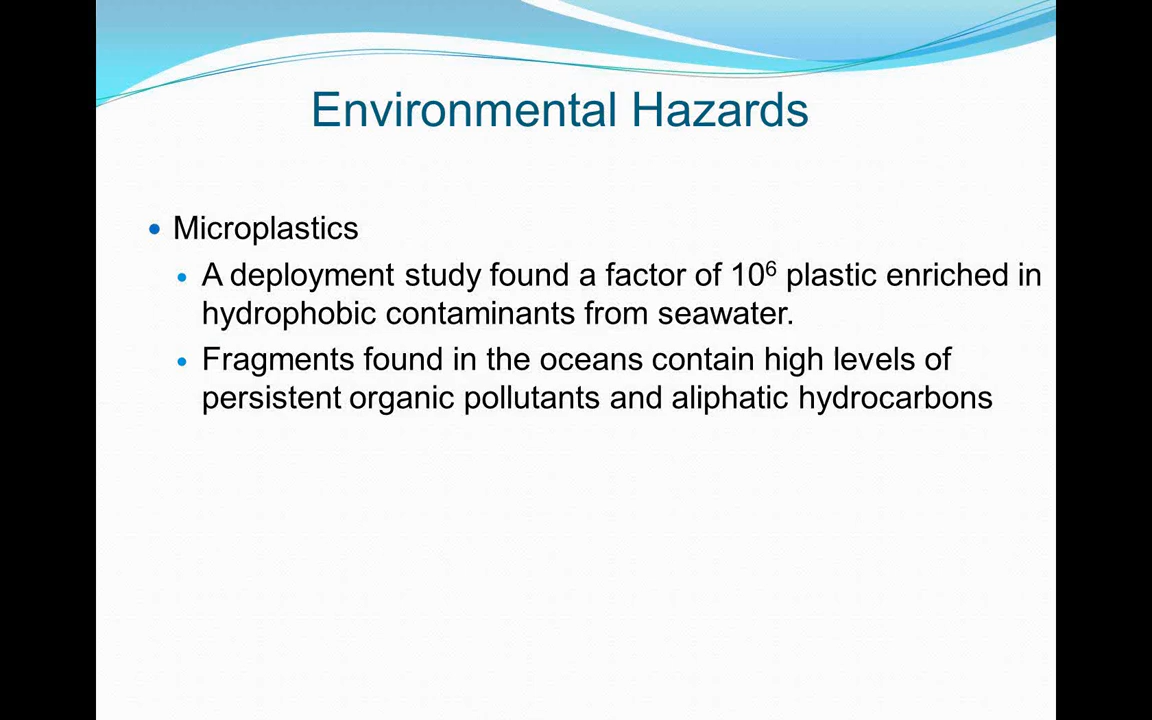 Environmental Hazards
• Microplastics
• A deployment study found a factor of 10⁶ plastic enriched in
hydrophobic contaminants from seawater.
• Fragments found in the oceans contain high levels of
persistent organic pollutants and aliphatic hydrocarbons